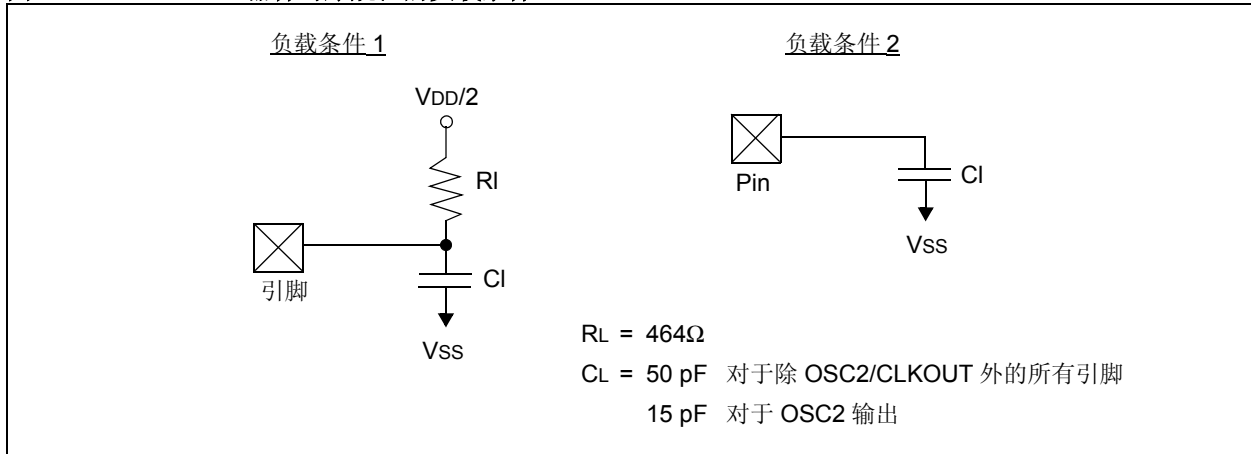 负载条件 1
负载条件 2
VDD/2
Rl
Cl
引脚
VSS
Pin
Cl
VSS
RL = 464Ω
CL = 50 pF 对于除 OSC2/CLKOUT 外的所有引脚
15 pF 对于 OSC2 输出